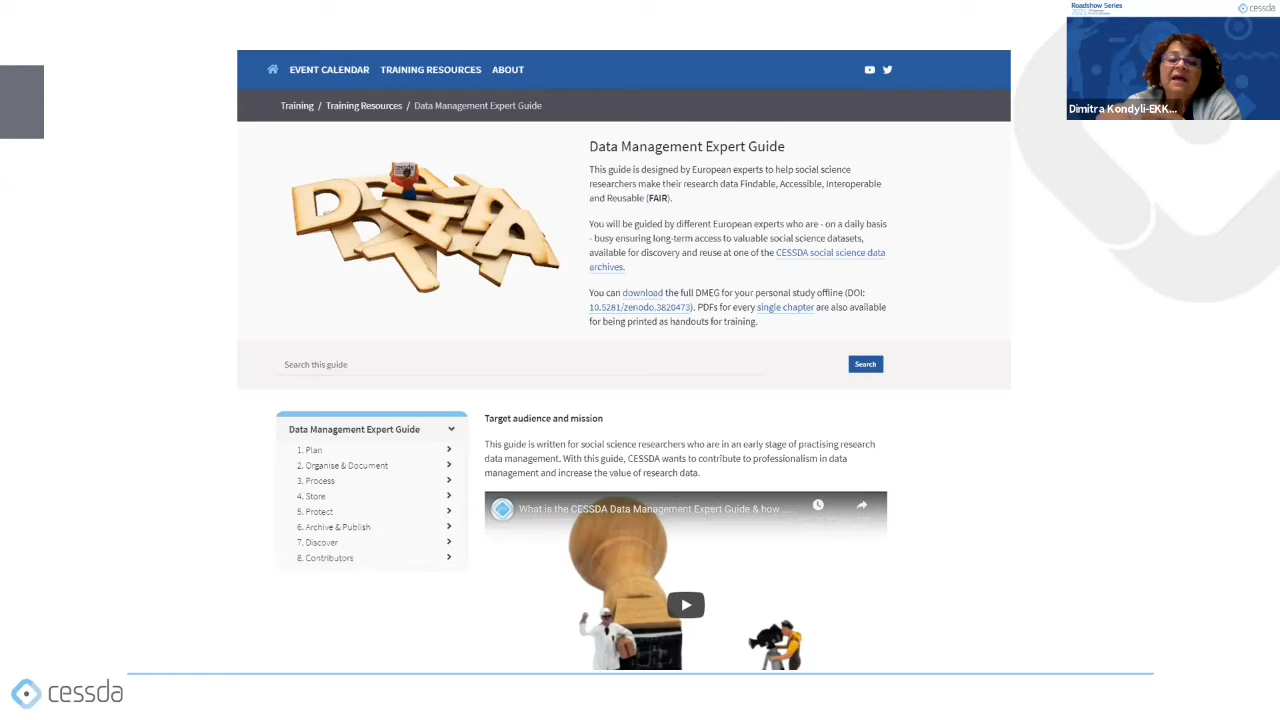 Roadshow Series
2021
cessda
Dimitra Kondyli-EKK...
EVENT CALENDAR TRAINING RESOURCES ABOUT
Training / Training Resources / Data Management Expert Guide
DATA
cessda
Data Management Expert Guide
This guide is designed by European experts to help social science
researchers make their research data Findable, Accessible, Interoperable
and Reusable (FAIR).
You will be guided by different European experts who are - on a daily basis
- busy ensuring long-term access to valuable social science datasets,
available for discovery and reuse at one of the CESSDA social science data
archives.
You can download the full DMEG for your personal study offline (DOI:
10.5281/zenodo.3820473). PDFs for every single chapter are also available
for being printed as handouts for training.
Search this guide
Search
Data Management Expert Guide
1. Plan
2. Organise & Document
3. Process
4. Store
5. Protect
6. Archive & Publish
7. Discover
8. Contributors
Target audience and mission
This guide is written for social science researchers who are in an early stage of practising research
data management. With this guide, CESSDA wants to contribute to professionalism in data
management and increase the value of research data.
What is the CESSDA Data Management Expert Guide & how ...
cessda